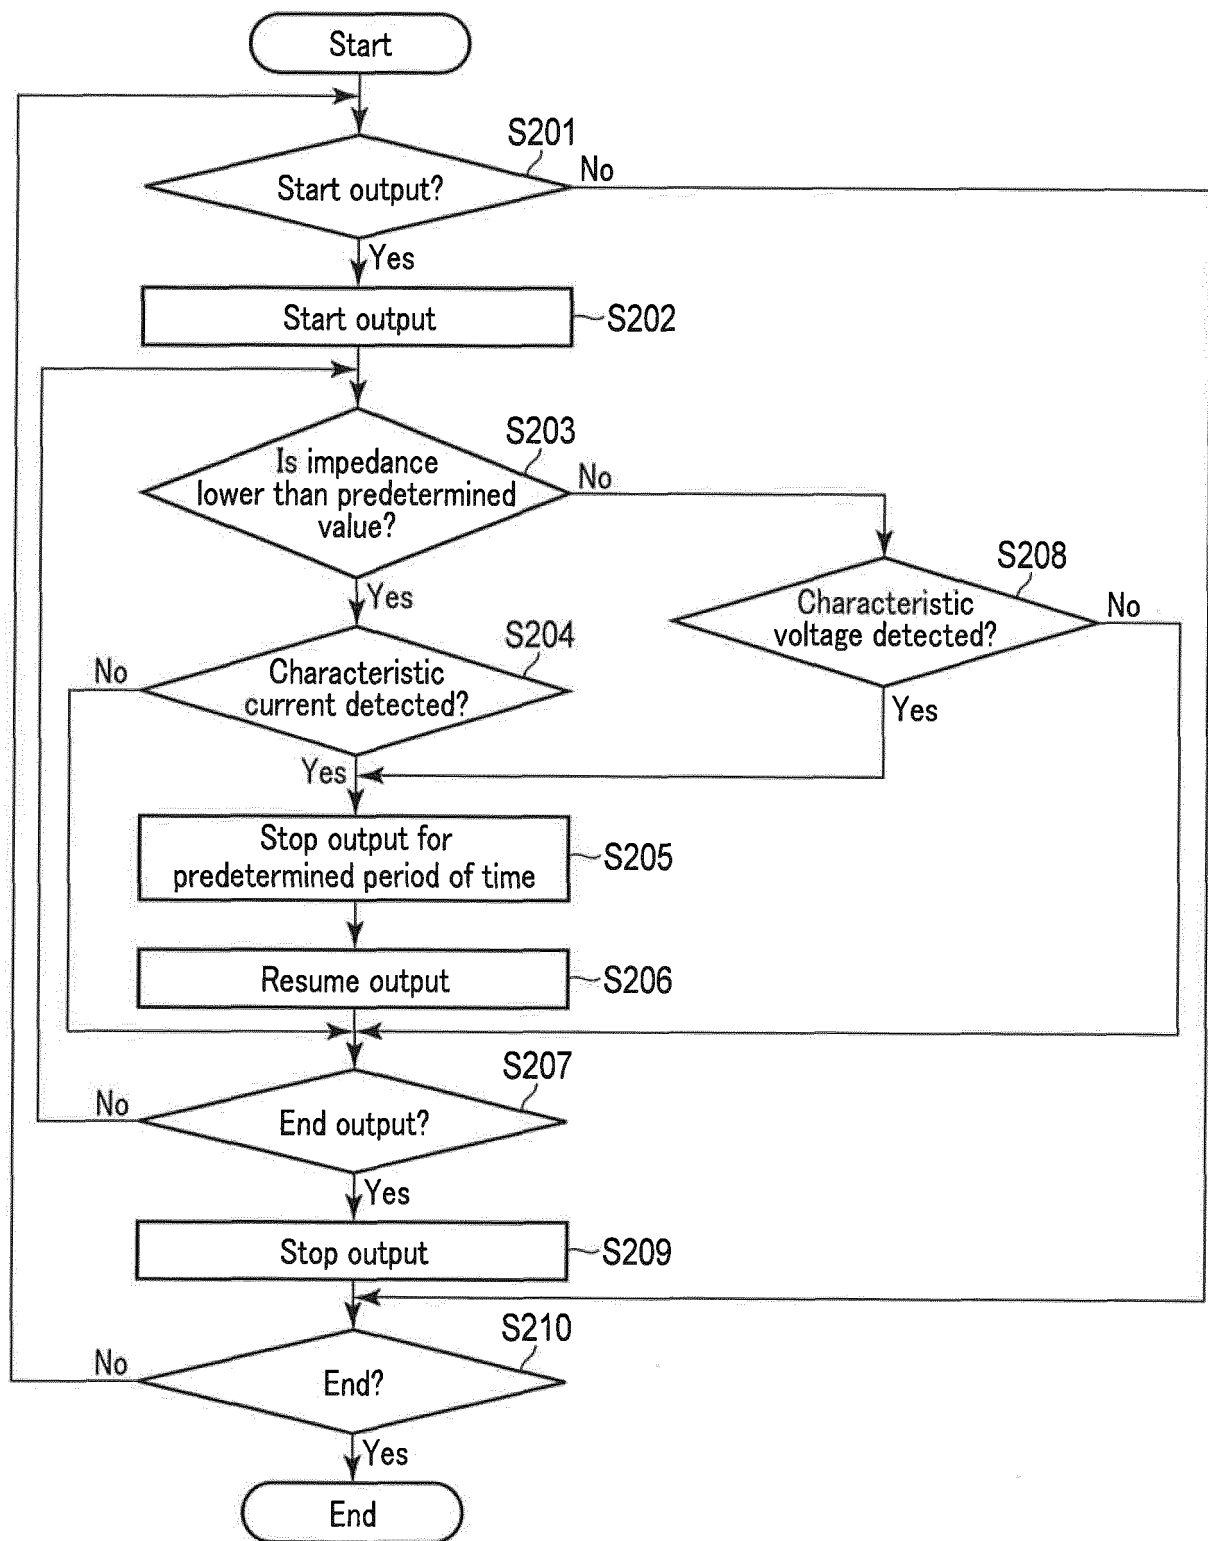 Start
S201
Start output?
No
Yes
Start output
S202
S203
Is impedance
lower than predetermined
value?
No
Yes
S208
Characteristic
voltage detected?
No
Yes
S204
No
Characteristic
current detected?
Yes
Stop output for
predetermined period of time
S205
Resume output
S206
S207
No
End output?
Yes
Stop output
S209
S210
No
End?
Yes
End